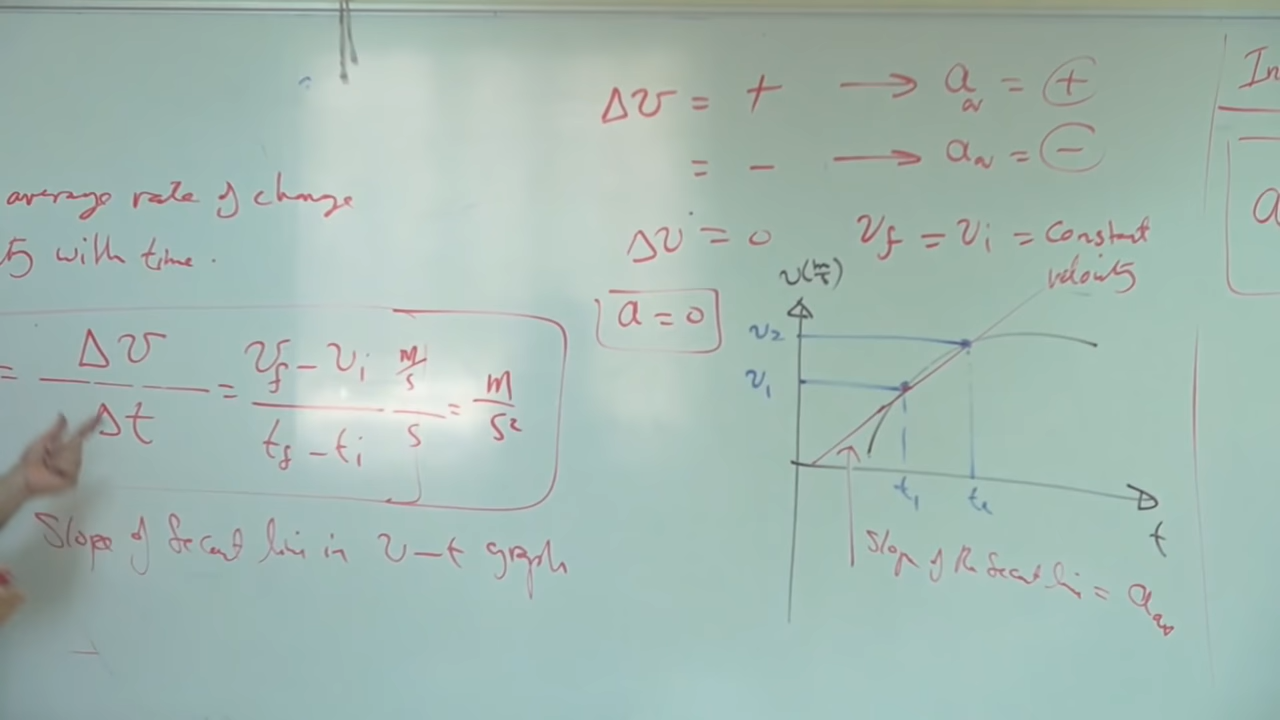 average rate of change
with time.
= Δv / Δt = (v_f - v_i) / (t_f - t_i) (m/s) / s = m/s²
Slope of Secant line in v-t graph
Δv = + → a_av = +
= - → a_av = -
Δv = 0 v_f = v_i = Constant
velocity
a = 0
v(m/s)
v₂
v₁
t₁
t₂
t
Slope of the Secant line = a_av
In
a